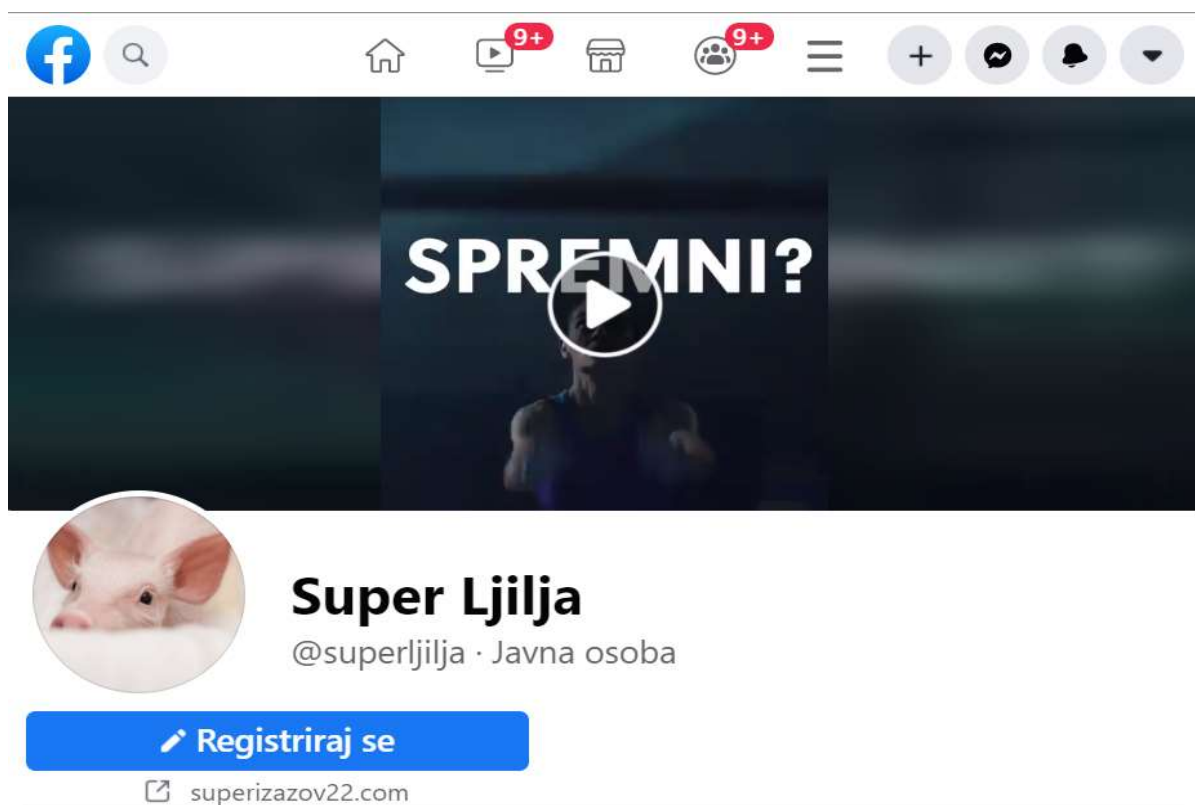 9+
9+
SPREMNI?
Super Ljilja
@superljilja · Javna osoba
Registriraj se
superizazov22.com